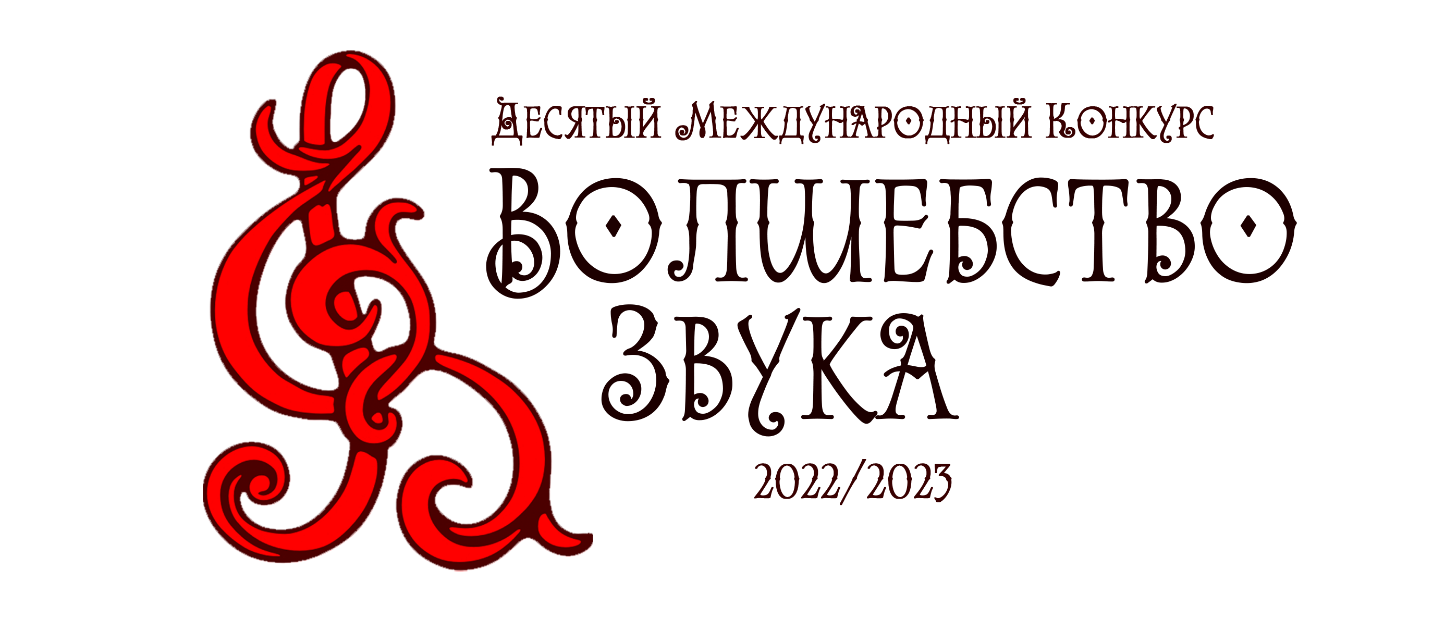 Десятый Международный Конкурс
Волшебство
Звука
2022/2023